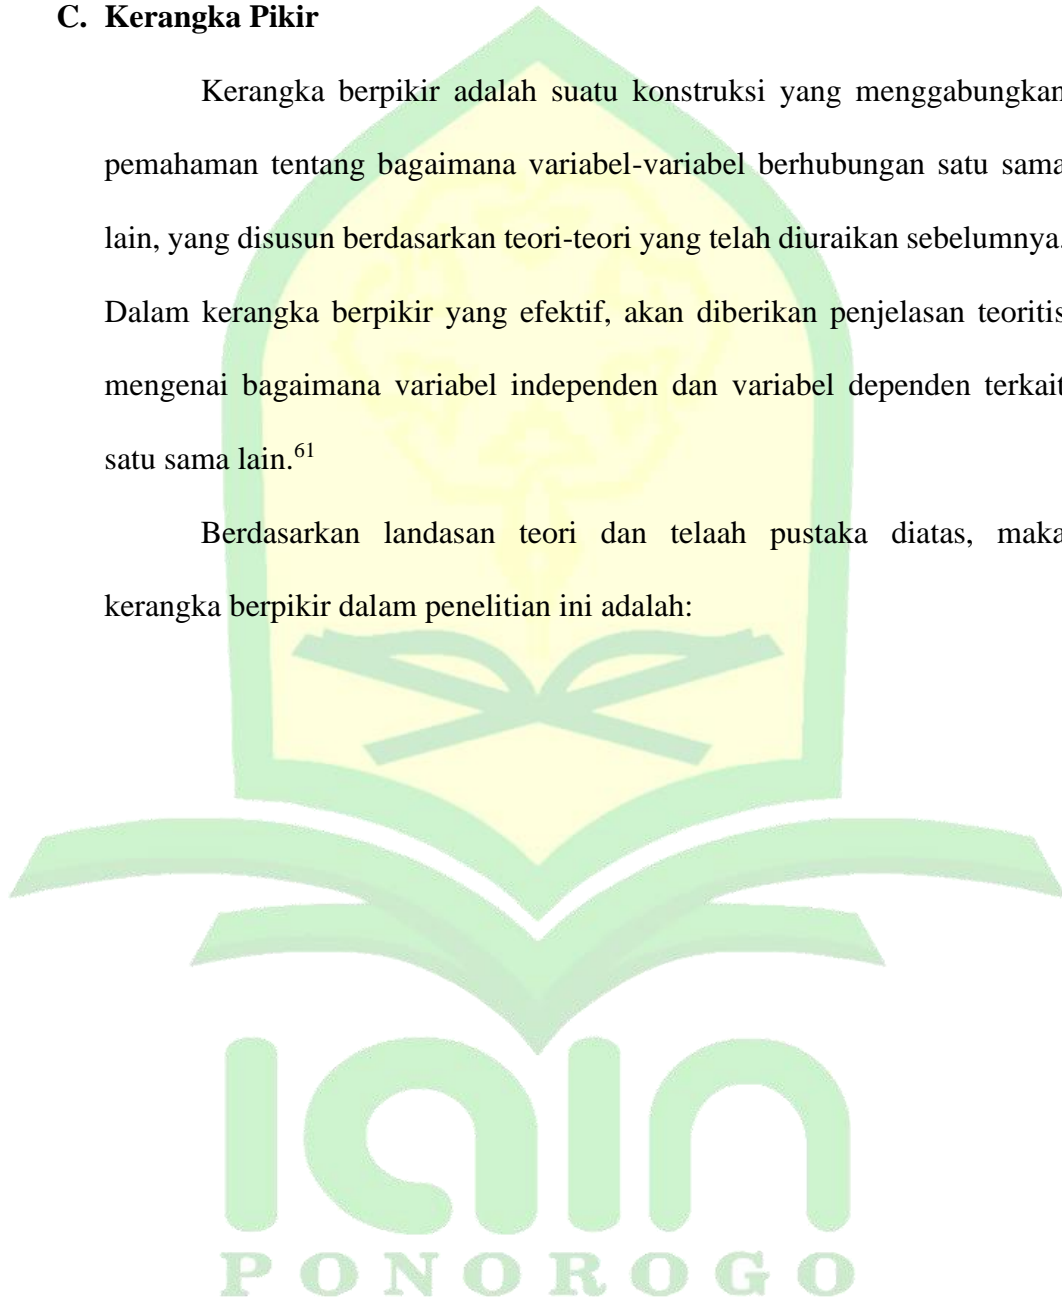 C. Kerangka Pikir
Kerangka berpikir adalah suatu konstruksi yang menggabungkan
pemahaman tentang bagaimana variabel-variabel berhubungan satu sama
lain, yang disusun berdasarkan teori-teori yang telah diuraikan sebelumnya.
Dalam kerangka berpikir yang efektif, akan diberikan penjelasan teoritis
mengenai bagaimana variabel independen dan variabel dependen terkait
satu sama lain.61
Berdasarkan landasan teori dan telaah pustaka diatas, maka
kerangka berpikir dalam penelitian ini adalah:
iain
PONOROGO